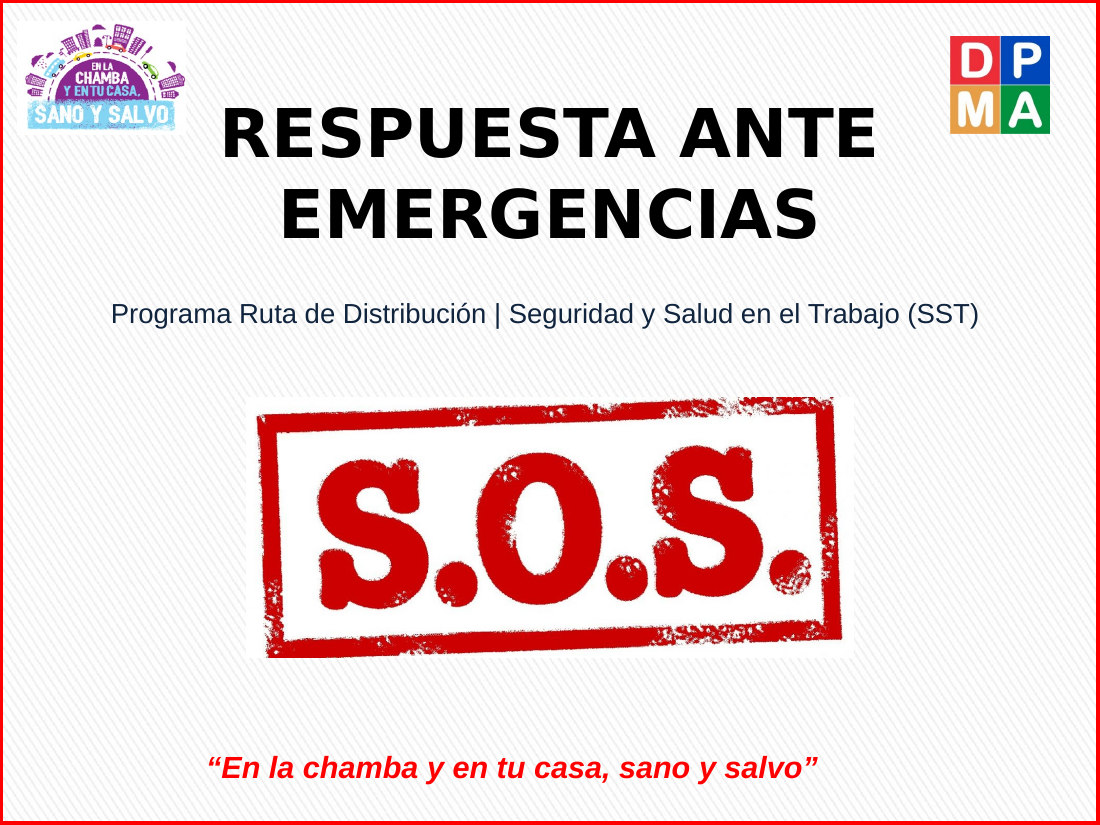 EN LA
CHAMBA
Y EN TU CASA,
SANO Y SALVO
D P
M A
RESPUESTA ANTE
EMERGENCIAS
Programa Ruta de Distribución | Seguridad y Salud en el Trabajo (SST)
S.O.S.
“En la chamba y en tu casa, sano y salvo”